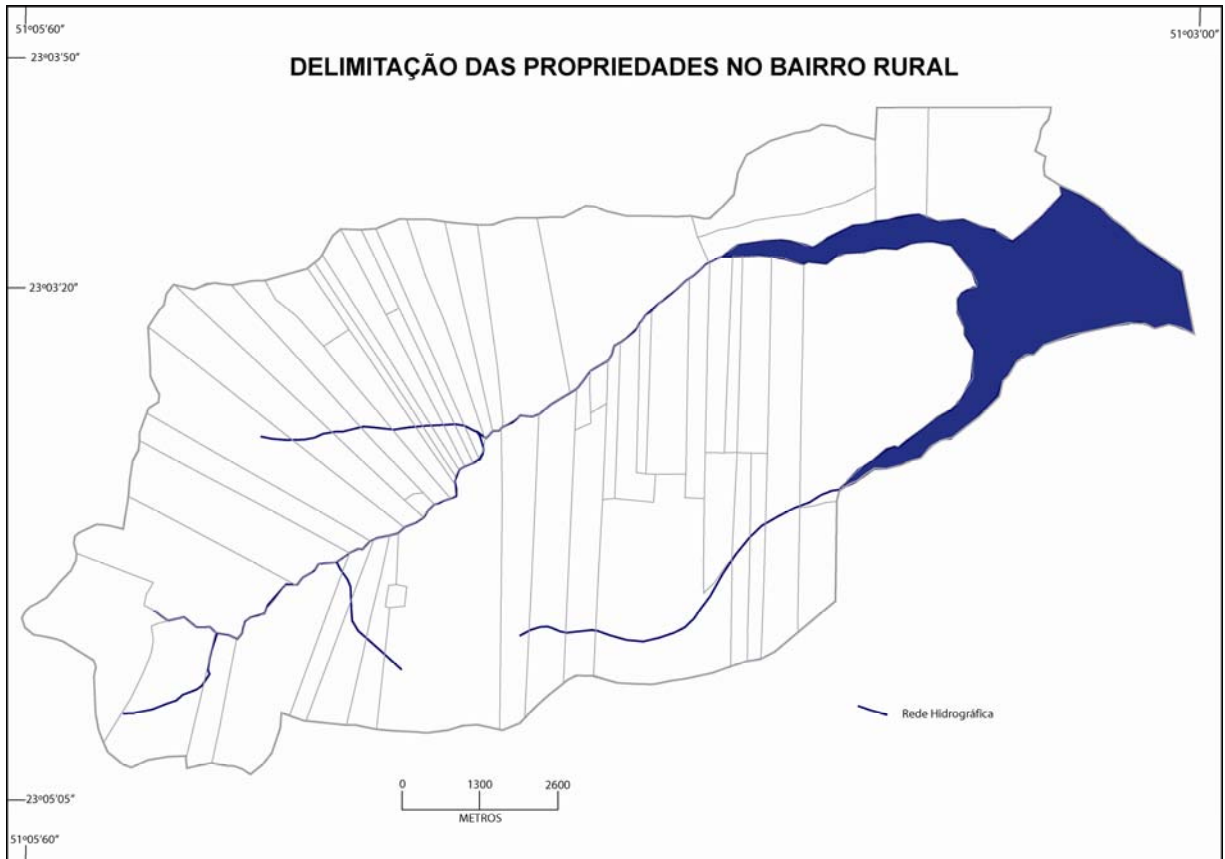 51º05'60"
51º03'00"
23º03'50"
DELIMITAÇÃO DAS PROPRIEDADES NO BAIRRO RURAL
23º03'20"
Rede Hidrográfica
0 1300 2600
METROS
23º05'05"
51º05'60"